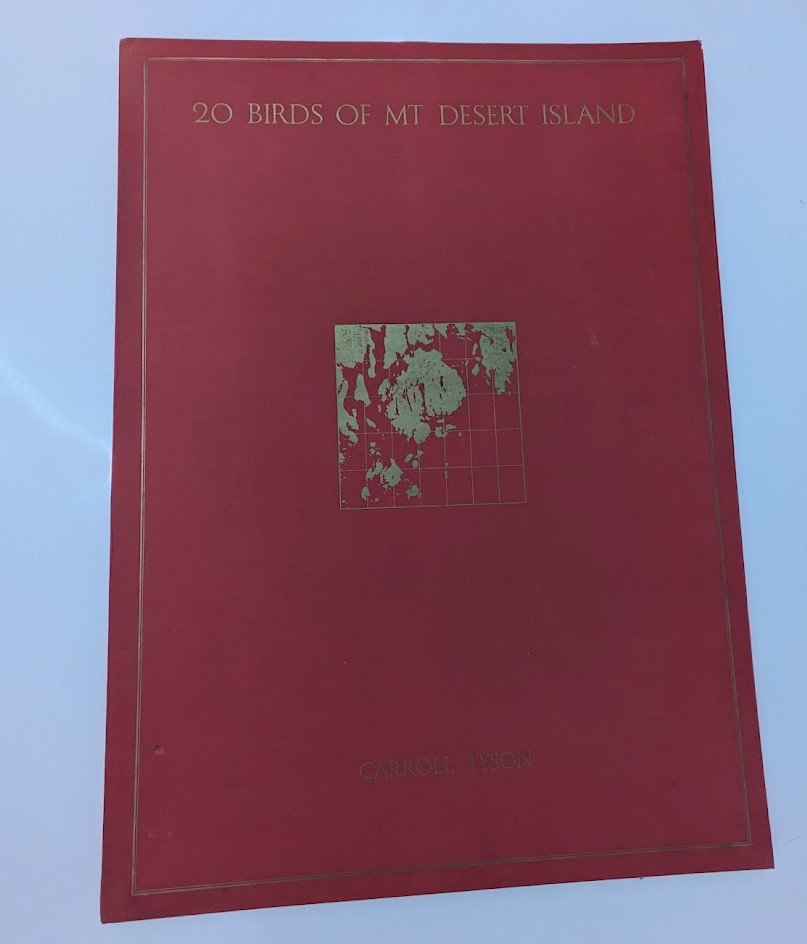 20 BIRDS OF MT DESERT ISLAND
CARROLL TYSON